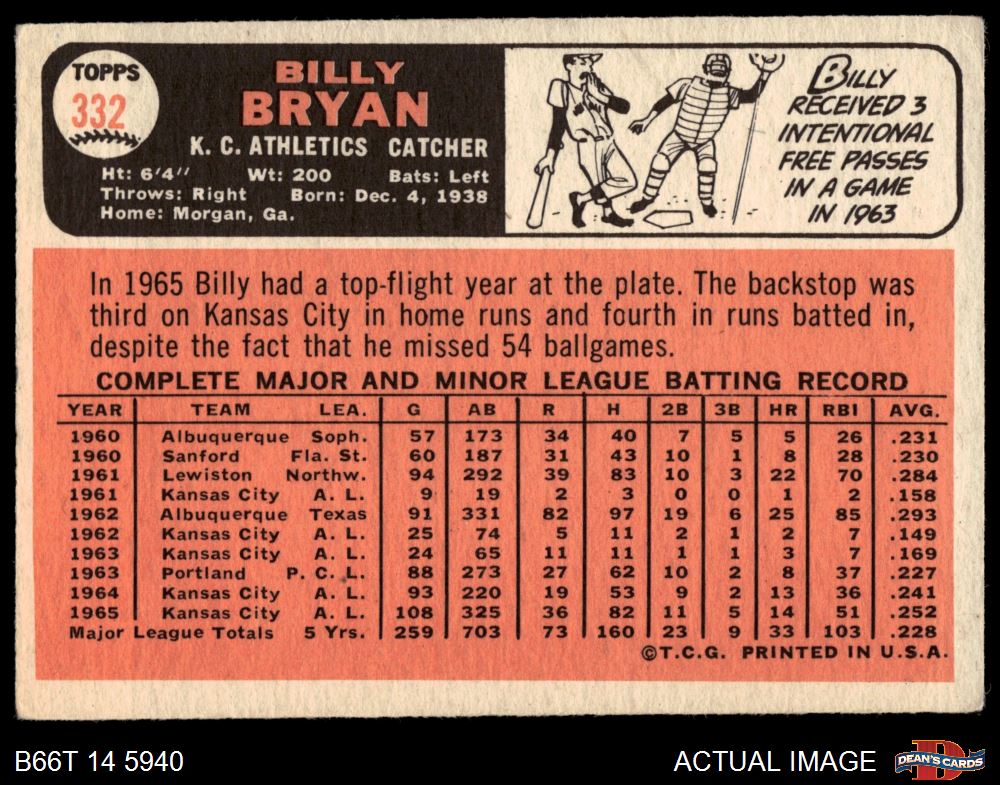 TOPPS
332
BILLY
BRYAN
K. C. ATHLETICS CATCHER
Ht: 6'4" Wt: 200 Bats: Left
Throws: Right Born: Dec. 4, 1938
Home: Morgan, Ga.
BILLY
RECEIVED 3
INTENTIONAL
FREE PASSES
IN A GAME
IN 1963
In 1965 Billy had a top-flight year at the plate. The backstop was
third on Kansas City in home runs and fourth in runs batted in,
despite the fact that he missed 54 ballgames.
COMPLETE MAJOR AND MINOR LEAGUE BATTING RECORD
YEAR TEAM LEA. G AB R H 2B 3B HR RBI AVG.
1960 Albuquerque Soph. 57 173 34 40 7 5 5 26 .231
1960 Sanford Fla. St. 60 187 31 43 10 1 8 28 .230
1961 Lewiston Northw. 94 292 39 83 10 3 22 70 .284
1961 Kansas City A. L. 9 19 2 3 0 0 1 2 .158
1962 Albuquerque Texas 91 331 82 97 19 6 25 85 .293
1962 Kansas City A. L. 25 74 5 11 2 1 2 7 .149
1963 Kansas City A. L. 24 65 11 11 1 1 3 7 .169
1963 Portland P. C. L. 88 273 27 62 10 2 8 37 .227
1964 Kansas City A. L. 93 220 19 53 9 2 13 36 .241
1965 Kansas City A. L. 108 325 36 82 11 5 14 51 .252
Major League Totals 5 Yrs. 259 703 73 160 23 9 33 103 .228
©T.C.G. PRINTED IN U.S.A.
B66T 14 5940
ACTUAL IMAGE
D
DEAN'S CARDS